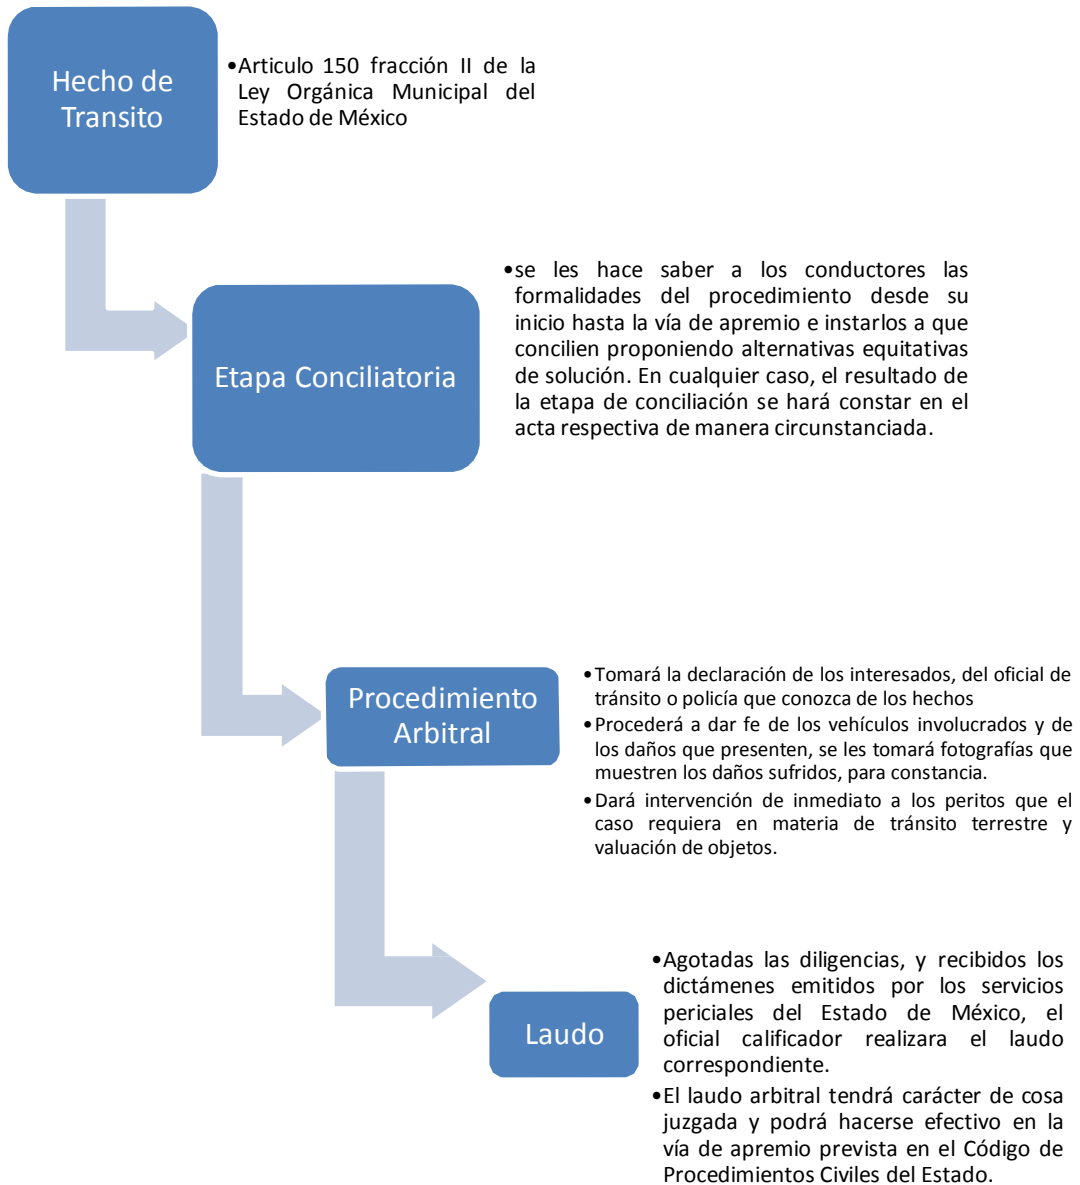 Hecho de
Transito
•Articulo 150 fracción II de la
Ley Orgánica Municipal del
Estado de México
Etapa Conciliatoria
•se les hace saber a los conductores las
formalidades del procedimiento desde su
inicio hasta la vía de apremio e instarlos a que
concilien proponiendo alternativas equitativas
de solución. En cualquier caso, el resultado de
la etapa de conciliación se hará constar en el
acta respectiva de manera circunstanciada.
Procedimiento
Arbitral
•Tomará la declaración de los interesados, del oficial de
tránsito o policía que conozca de los hechos
•Procederá a dar fe de los vehículos involucrados y de
los daños que presenten, se les tomará fotografías que
muestren los daños sufridos, para constancia.
•Dará intervención de inmediato a los peritos que el
caso requiera en materia de tránsito terrestre y
valuación de objetos.
Laudo
•Agotadas las diligencias, y recibidos los
dictámenes emitidos por los servicios
periciales del Estado de México, el
oficial calificador realizara el laudo
correspondiente.
•El laudo arbitral tendrá carácter de cosa
juzgada y podrá hacerse efectivo en la
vía de apremio prevista en el Código de
Procedimientos Civiles del Estado.